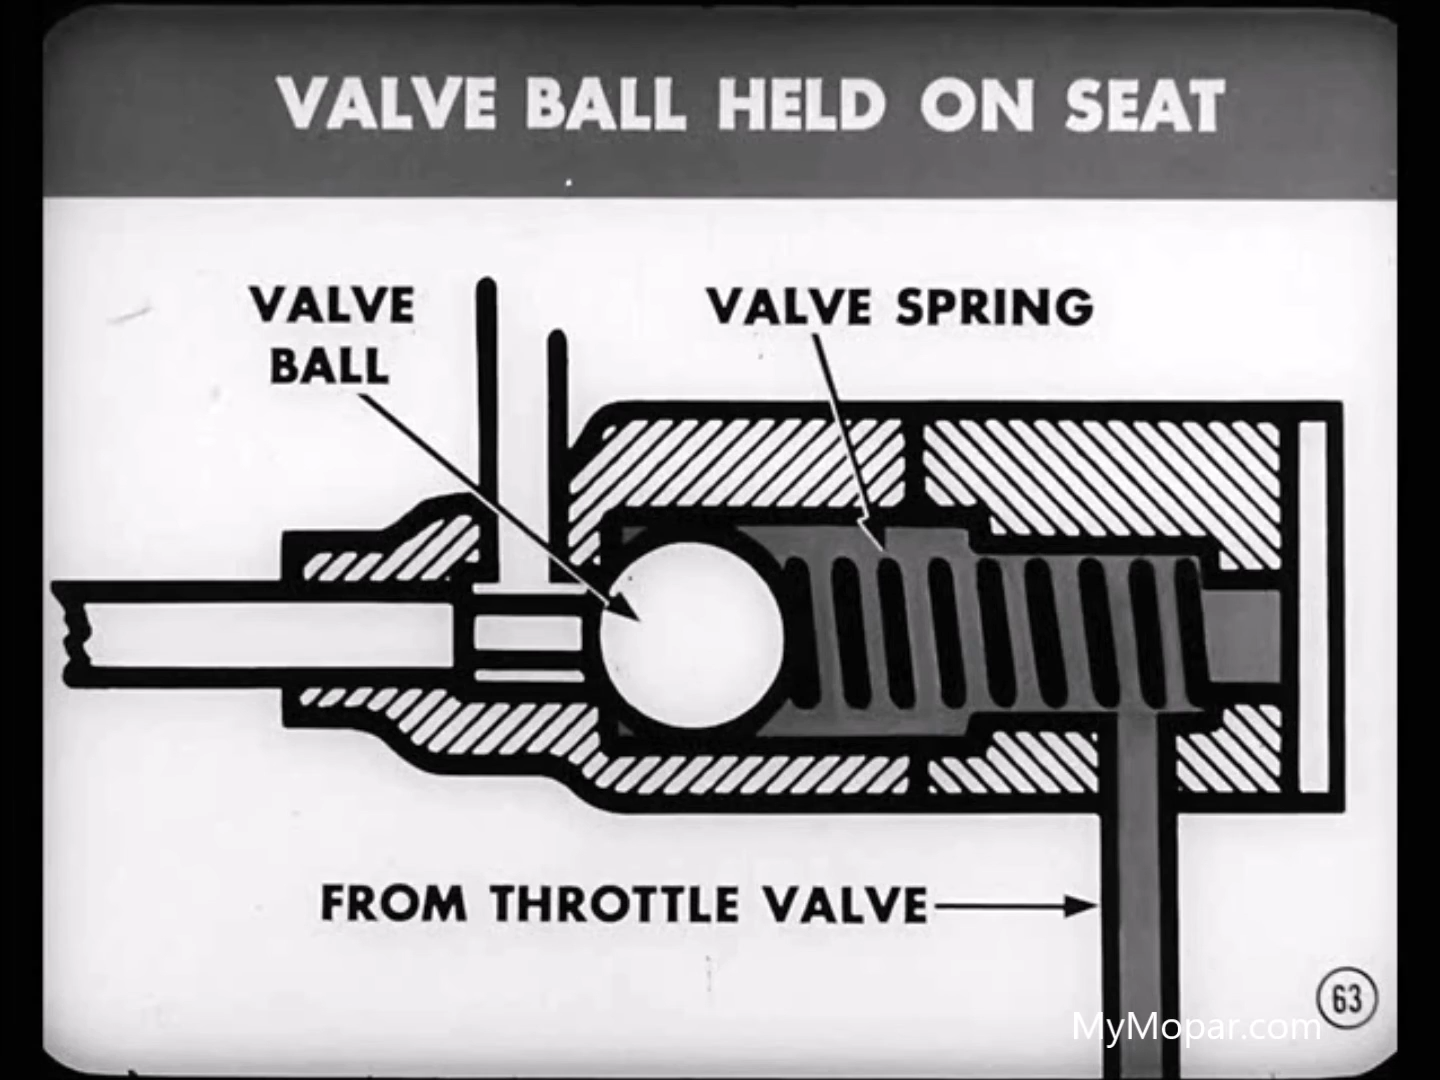 VALVE BALL HELD ON SEAT
VALVE
BALL
VALVE SPRING
FROM THROTTLE VALVE
63
MyMopar.com